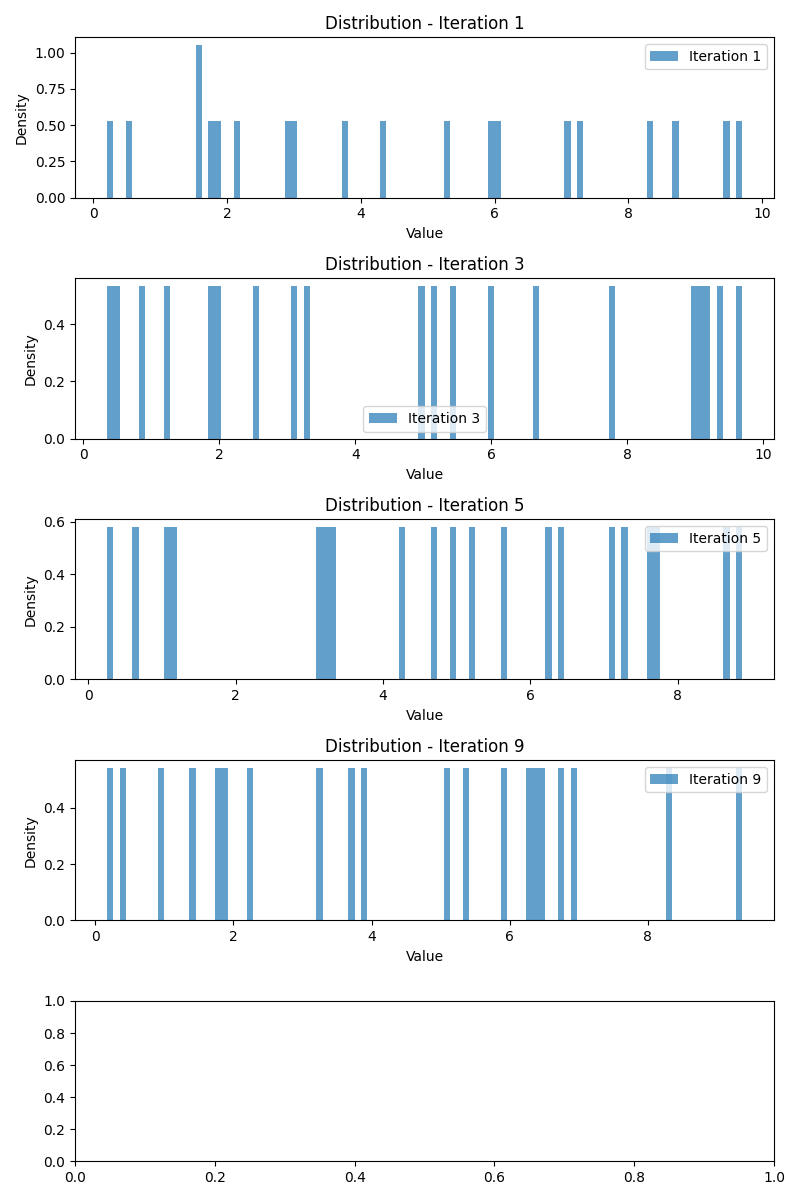 Distribution - Iteration 1
1.00
0.75
0.50
0.25
0.00
Density
Iteration 1
0 2 4 6 8 10
Value
Distribution - Iteration 3
0.4
0.2
0.0
Density
Iteration 3
0 2 4 6 8 10
Value
Distribution - Iteration 5
0.6
0.4
0.2
0.0
Density
Iteration 5
0 2 4 6 8
Value
Distribution - Iteration 9
0.4
0.2
0.0
Density
Iteration 9
0 2 4 6 8
Value
1.0
0.8
0.6
0.4
0.2
0.0
0.0 0.2 0.4 0.6 0.8 1.0